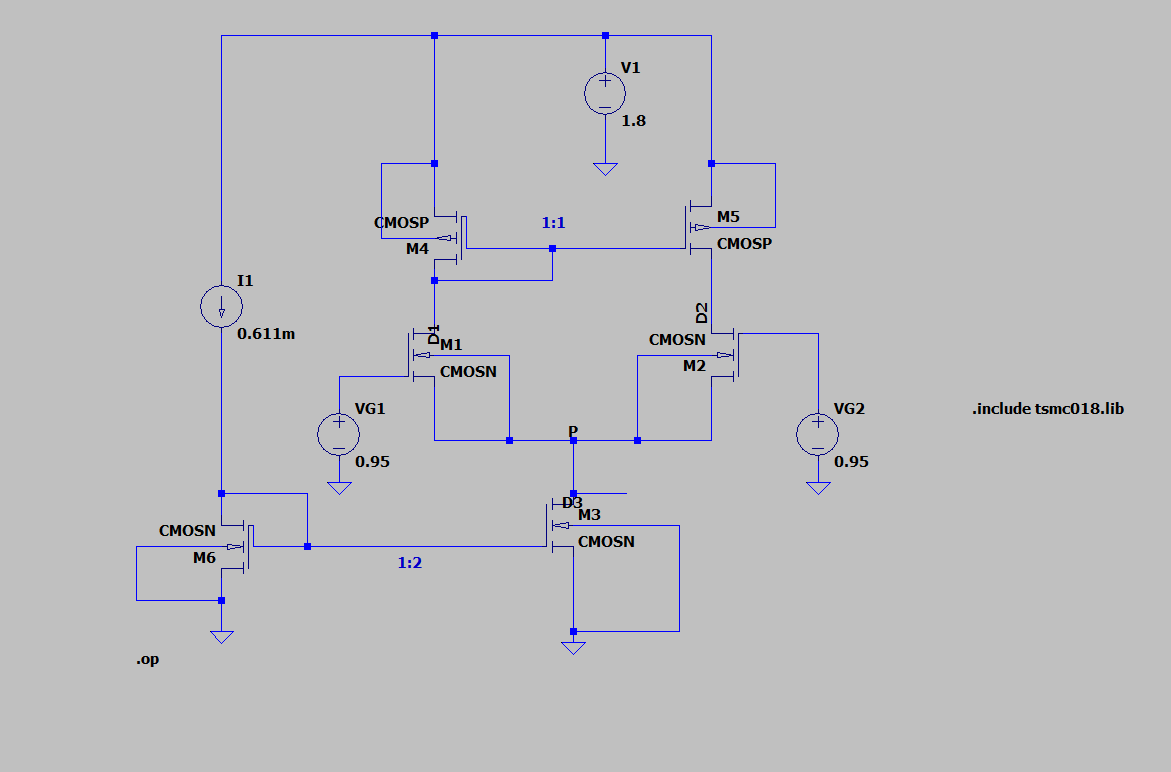 V1
1.8
CMOSP
M4
1:1
M5
CMOSP
I1
0.611m
D1
M1
CMOSN
D2
CMOSN
M2
VG1
0.95
VG2
0.95
.include tsmc018.lib
P
D3
M3
CMOSN
CMOSN
M6
1:2
.op